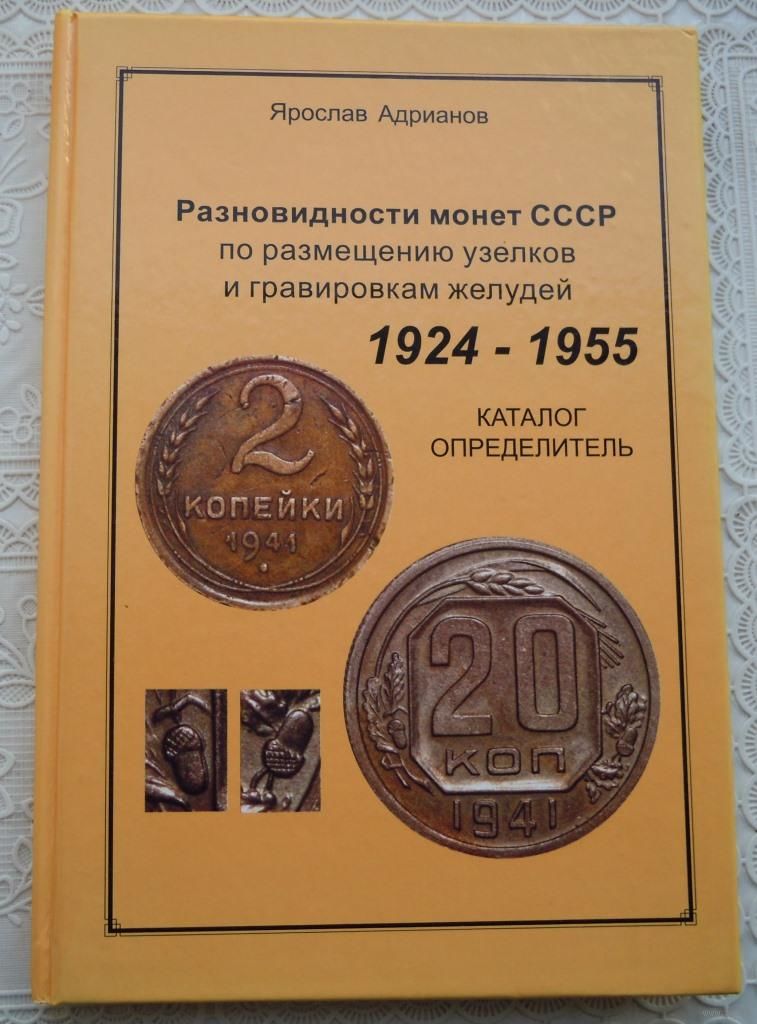 Ярослав Адрианов
Разновидности монет СССР
по размещению узелков
и гравировкам желудей
1924 - 1955
КАТАЛОГ
ОПРЕДЕЛИТЕЛЬ
2
КОПЕЙКИ
1941
20
КОП
1941